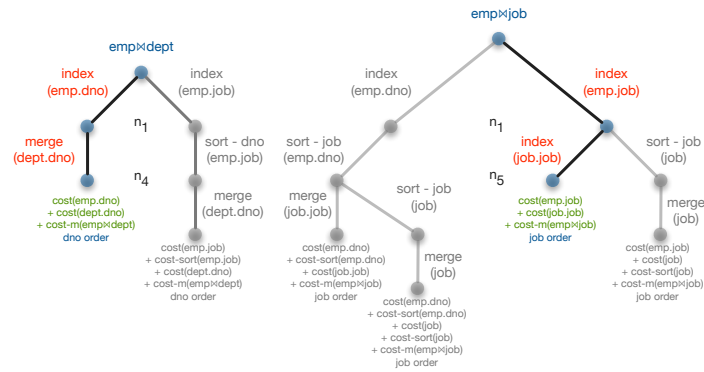 emp⋈dept
index
(emp.dno)
index
(emp.job)
n1
merge
(dept.dno)
sort - dno
(emp.job)
n4
cost(emp.dno)
+ cost(dept.dno)
+ cost-m(emp⋈dept)
dno order
merge
(dept.dno)
cost(emp.job)
+ cost-sort(emp.job)
+ cost(dept.dno)
+ cost-m(emp⋈dept)
dno order
emp⋈job
index
(emp.dno)
index
(emp.job)
n1
sort - job
(emp.dno)
index
(job.job)
sort - job
(job)
n5
merge
(job.job)
sort - job
(job)
cost(emp.dno)
+ cost-sort(emp.dno)
+ cost(job.job)
+ cost-m(emp⋈job)
job order
merge
(job)
cost(emp.dno)
+ cost-sort(emp.dno)
+ cost(job)
+ cost-sort(job)
+ cost-m(emp⋈job)
job order
cost(emp.job)
+ cost(job.job)
+ cost-m(emp⋈job)
job order
merge
(job)
cost(emp.job)
+ cost(job)
+ cost-sort(job)
+ cost-m(emp⋈job)
job order